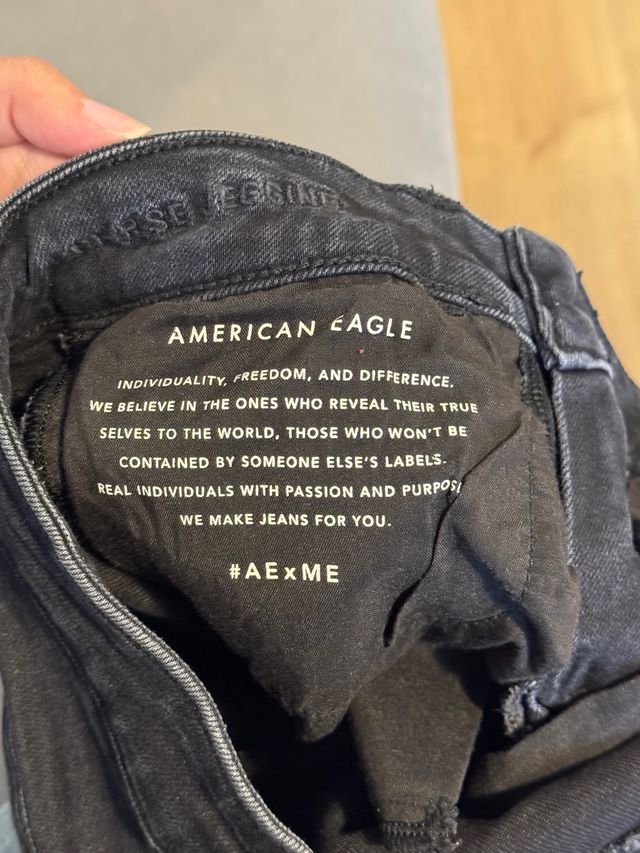 JEGGING
AMERICAN EAGLE
INDIVIDUALITY, FREEDOM, AND DIFFERENCE.
WE BELIEVE IN THE ONES WHO REVEAL THEIR TRUE
SELVES TO THE WORLD, THOSE WHO WON'T BE
CONTAINED BY SOMEONE ELSE'S LABELS.
REAL INDIVIDUALS WITH PASSION AND PURPOSE
WE MAKE JEANS FOR YOU.
#AExME